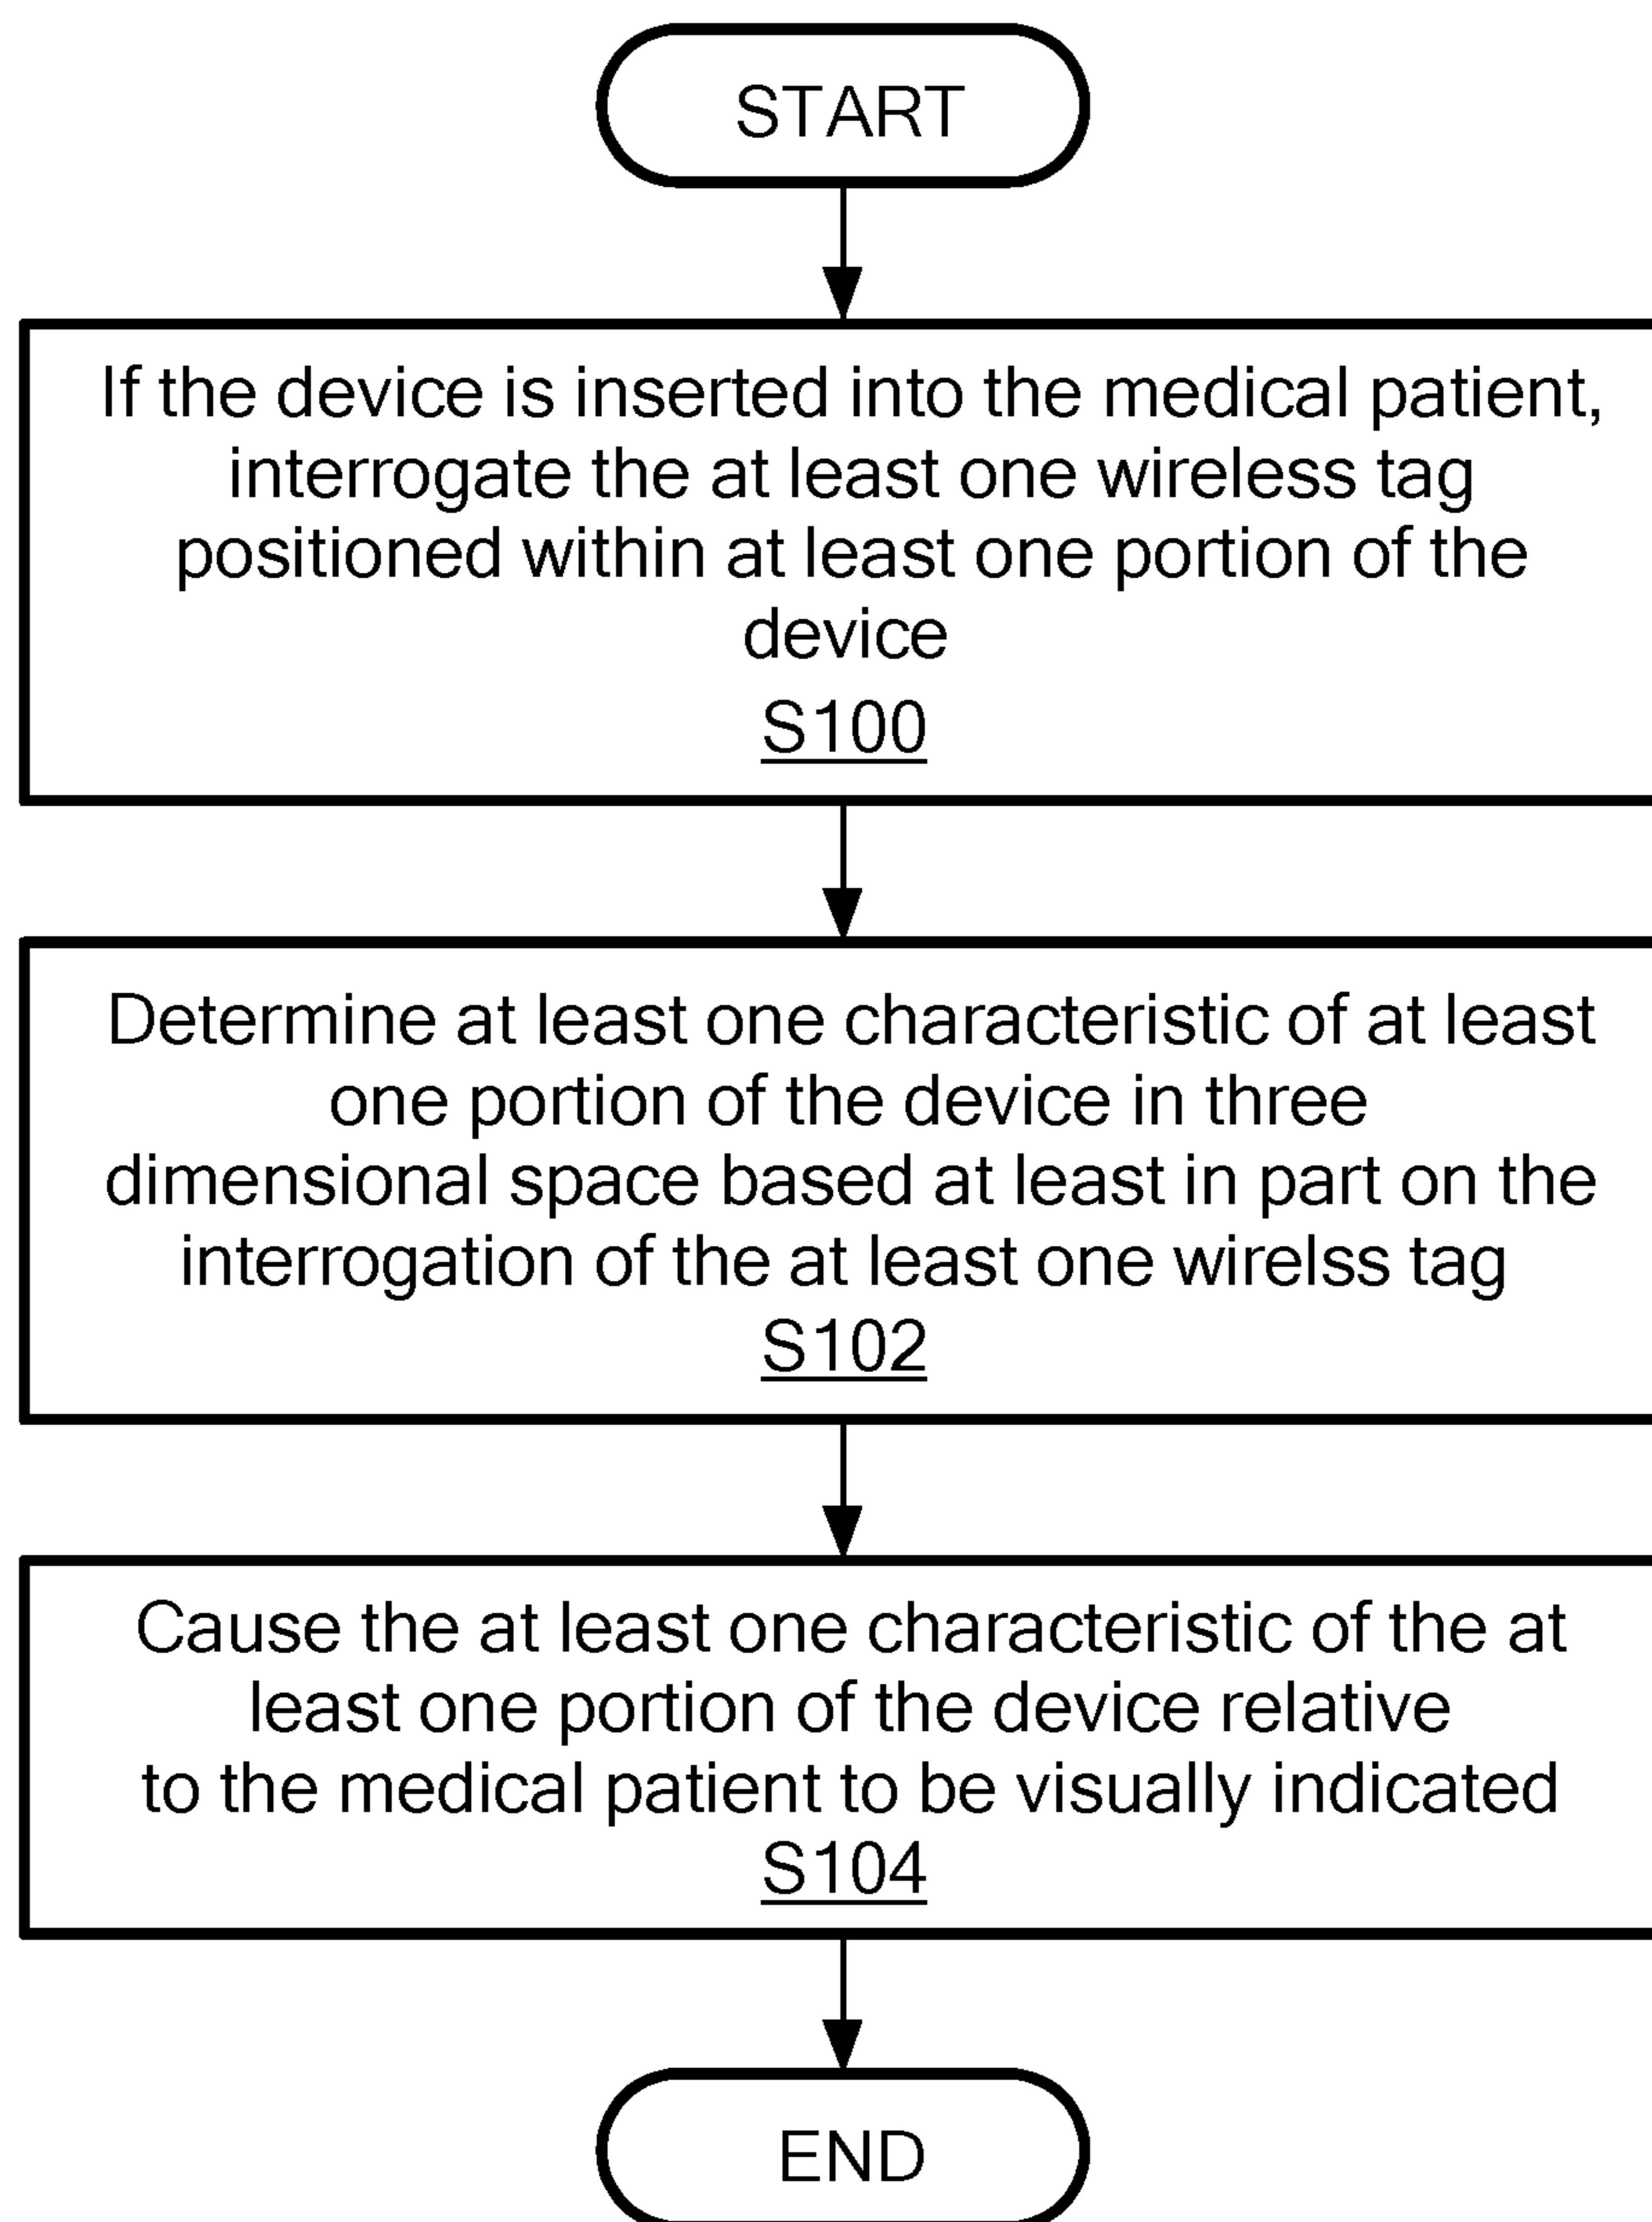 START
If the device is inserted into the medical patient,
interrogate the at least one wireless tag
positioned within at least one portion of the
device
S100
Determine at least one characteristic of at least
one portion of the device in three
dimensional space based at least in part on the
interrogation of the at least one wirelss tag
S102
Cause the at least one characteristic of the at
least one portion of the device relative
to the medical patient to be visually indicated
S104
END